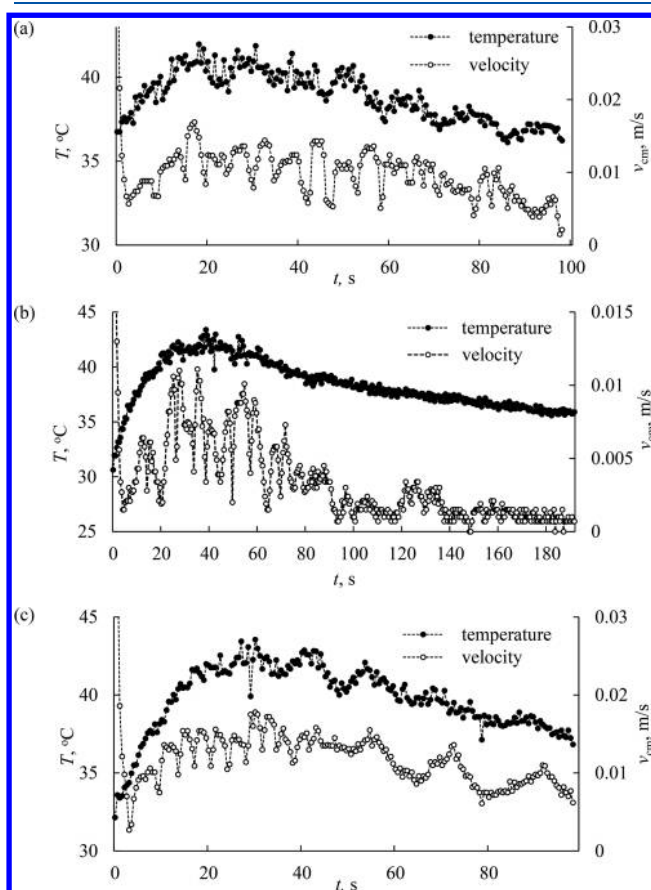 (a)
temperature
velocity
40
35
30
T, °C
0.03
0.02
0.01
0
v_cm, m/s
0 20 40 60 80 100
t, s
(b)
temperature
velocity
45
40
35
30
25
T, °C
0.015
0.010
0.005
0
v_cm, m/s
0 20 40 60 80 100 120 140 160 180
t, s
(c)
temperature
velocity
45
40
35
30
T, °C
0.03
0.02
0.01
0
v_cm, m/s
0 20 40 60 80
t, s